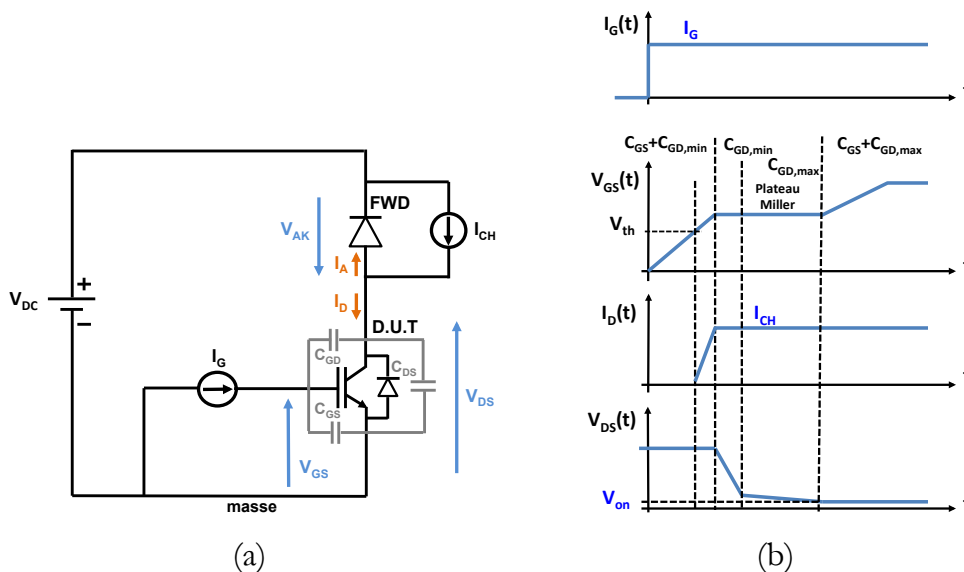 FWD
V_AK
I_CH
I_A
I_D
V_DC
+
−
D.U.T
I_G
C_GD
C_DS
C_GS
V_GS
V_DS
masse
(a)
I_G(t)
I_G
C_GS+C_GD,min
C_GD,min
C_GS+C_GD,max
C_GD,max
Plateau
Miller
V_GS(t)
V_th
I_D(t)
I_CH
V_DS(t)
V_on
(b)